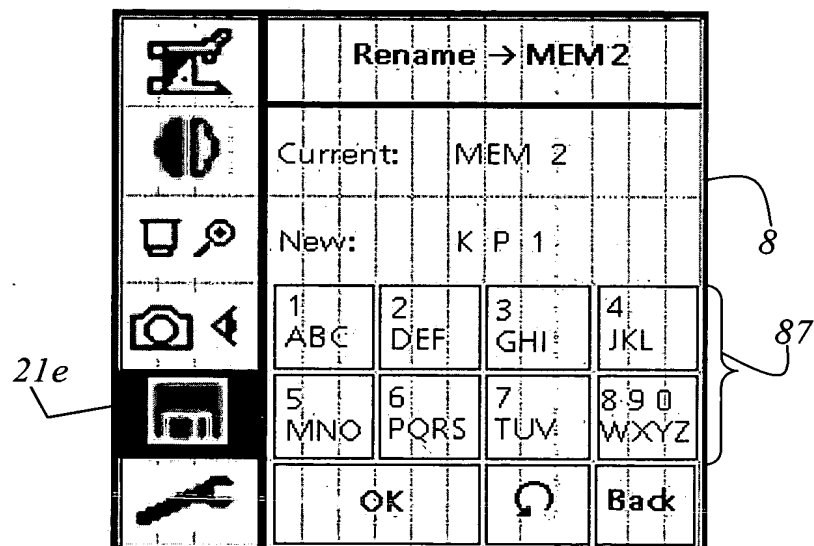 Rename → MEM 2
Current: MEM 2
New: K P 1
8
1 2 3 4
ABC DEF GHI JKL
87
21e
5 6 7 8 9 0
MNO PQRS TUV WXYZ
OK Back